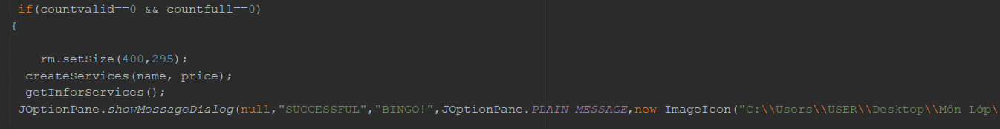 if(countvalid==0 && countfull==0)
{
rm.setSize(400,295);
createServices(name, price);
getInforServices();
JOptionPane.showMessageDialog(null,"SUCCESSFUL","BINGO!",JOptionPane.PLAIN_MESSAGE,new ImageIcon("C:\\Users\\USER\\Desktop\\Môn Lớp\